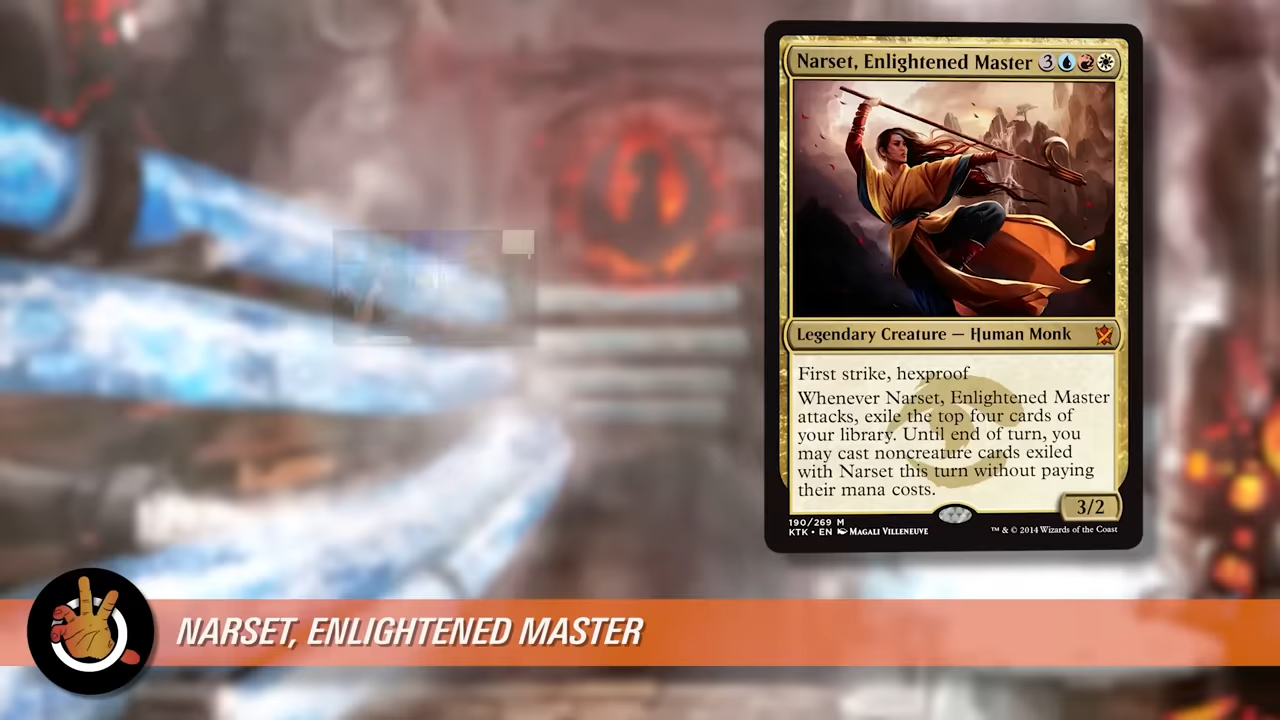 Narset, Enlightened Master 3
Legendary Creature — Human Monk
First strike, hexproof
Whenever Narset, Enlightened Master
attacks, exile the top four cards of
your library. Until end of turn, you
may cast noncreature cards exiled
with Narset this turn without paying
their mana costs.
3/2
190/269 M
KTK • EN MAGALI VILLENEUVE
™ & © 2014 Wizards of the Coast
NARSET, ENLIGHTENED MASTER